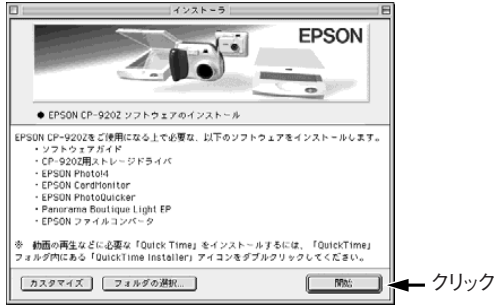 インストーラ
EPSON
● EPSON CP-920Z ソフトウェアのインストール
EPSON CP-920Zをご使用になる上で必要な、以下のソフトウェアをインストールします。
・ソフトウェアガイド
・CP-920Z用ストレージドライバ
・EPSON Photo!4
・EPSON CardMonitor
・EPSON PhotoQuicker
・Panorama Boutique Light EP
・EPSON ファイルコンバータ
※ 動画の再生などに必要な「Quick Time」をインストールするには、「QuickTime」
フォルダ内にある「QuickTime Installer」アイコンをダブルクリックしてください。
カスタマイズ フォルダの選択... 開始 クリック